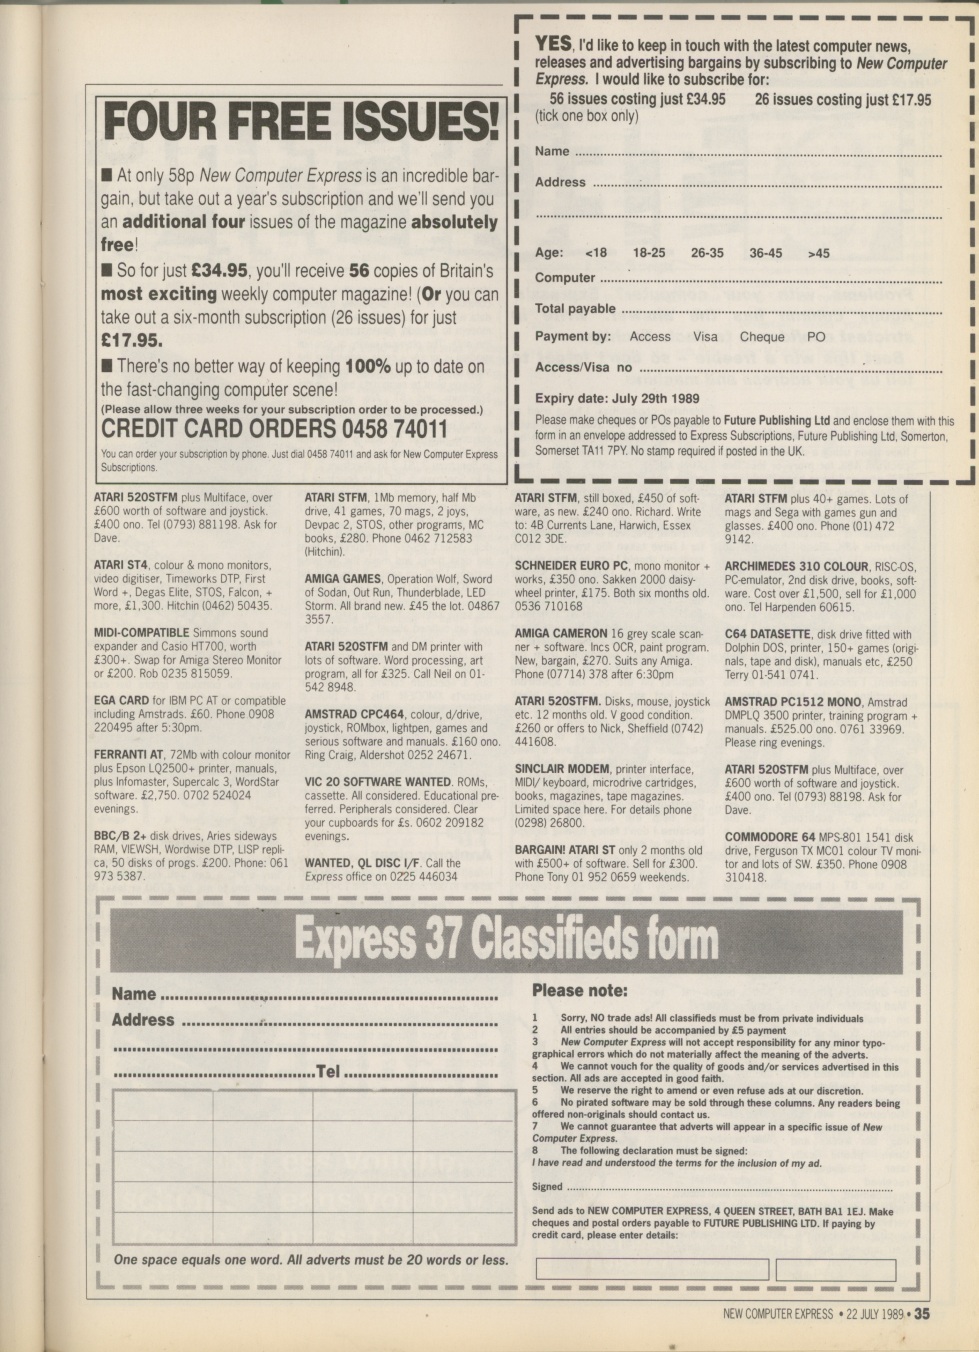 FOUR FREE ISSUES!
■ At only 58p New Computer Express is an incredible bar-
gain, but take out a year's subscription and we'll send you
an additional four issues of the magazine absolutely
free!
■ So for just £34.95, you'll receive 56 copies of Britain's
most exciting weekly computer magazine! (Or you can
take out a six-month subscription (26 issues) for just
£17.95.
■ There's no better way of keeping 100% up to date on
the fast-changing computer scene!
(Please allow three weeks for your subscription order to be processed.)
CREDIT CARD ORDERS 0458 74011
You can order your subscription by phone. Just dial 0458 74011 and ask for New Computer Express
Subscriptions.
YES, I'd like to keep in touch with the latest computer news,
releases and advertising bargains by subscribing to New Computer
Express. I would like to subscribe for:
56 issues costing just £34.95 26 issues costing just £17.95
(tick one box only)
Name
Address
Age: <18 18-25 26-35 36-45 >45
Computer
Total payable
Payment by: Access Visa Cheque PO
Access/Visa no
Expiry date: July 29th 1989
Please make cheques or POs payable to Future Publishing Ltd and enclose them with this
form in an envelope addressed to Express Subscriptions, Future Publishing Ltd, Somerton,
Somerset TA11 7PY. No stamp required if posted in the UK.
ATARI 520STFM plus Multiface, over
£600 worth of software and joystick.
£400 ono. Tel (0793) 881198. Ask for
Dave.
ATARI ST4, colour & mono monitors,
video digitiser, Timeworks DTP, First
Word +, Degas Elite, STOS, Falcon, +
more, £1,300. Hitchin (0462) 50435.
MIDI-COMPATIBLE Simmons sound
expander and Casio HT700, worth
£300+. Swap for Amiga Stereo Monitor
or £200. Rob 0235 815059.
EGA CARD for IBM PC AT or compatible
including Amstrads. £60. Phone 0908
220495 after 5:30pm.
FERRANTI AT, 72Mb with colour monitor
plus Epson LQ2500+ printer, manuals,
plus Infomaster, Supercalc 3, WordStar
software. £2,750. 0702 524024
evenings.
BBC/B 2+ disk drives, Aries sideways
RAM, VIEWSH, Wordwise DTP, LISP repli-
ca, 50 disks of progs. £200. Phone: 061
973 5387.
ATARI STFM, 1Mb memory, half Mb
drive, 41 games, 70 mags, 2 joys,
Devpac 2, STOS, other programs, MC
books, £280. Phone 0462 712583
(Hitchin).
AMIGA GAMES, Operation Wolf, Sword
of Sodan, Out Run, Thunderblade, LED
Storm. All brand new. £45 the lot. 04867
3557.
ATARI 520STFM and DM printer with
lots of software. Word processing, art
program, all for £325. Call Neil on 01-
542 8948.
AMSTRAD CPC464, colour, d/drive,
joystick, ROMbox, lightpen, games and
serious software and manuals. £160 ono.
Ring Craig, Aldershot 0252 24671.
VIC 20 SOFTWARE WANTED. ROMs,
cassette. All considered. Educational pre-
ferred. Peripherals considered. Clear
your cupboards for £s. 0602 209182
evenings.
WANTED, QL DISC I/F. Call the
Express office on 0225 446034
ATARI STFM, still boxed, £450 of soft-
ware, as new. £240 ono. Richard. Write
to: 4B Currents Lane, Harwich, Essex
C012 3DE.
SCHNEIDER EURO PC, mono monitor +
works, £350 ono. Sakken 2000 daisy-
wheel printer, £175. Both six months old.
0536 710168
AMIGA CAMERON 16 grey scale scan-
ner + software. Incs OCR, paint program.
New, bargain, £270. Suits any Amiga.
Phone (07714) 378 after 6:30pm
ATARI 520STFM. Disks, mouse, joystick
etc. 12 months old. V good condition.
£260 or offers to Nick, Sheffield (0742)
441608.
SINCLAIR MODEM, printer interface,
MIDI/ keyboard, microdrive cartridges,
books, magazines, tape magazines.
Limited space here. For details phone
(0298) 26800.
BARGAIN! ATARI ST only 2 months old
with £500+ of software. Sell for £300.
Phone Tony 01 952 0659 weekends.
ATARI STFM plus 40+ games. Lots of
mags and Sega with games gun and
glasses. £400 ono. Phone (01) 472
9142.
ARCHIMEDES 310 COLOUR, RISC-OS,
PC-emulator, 2nd disk drive, books, soft-
ware. Cost over £1,500, sell for £1,000
ono. Tel Harpenden 60615.
C64 DATASETTE, disk drive fitted with
Dolphin DOS, printer, 150+ games (origi-
nals, tape and disk), manuals etc, £250
Terry 01-541 0741.
AMSTRAD PC1512 MONO, Amstrad
DMPLQ 3500 printer, training program +
manuals. £525.00 ono. 0761 33969.
Please ring evenings.
ATARI 520STFM plus Multiface, over
£600 worth of software and joystick.
£400 ono. Tel (0793) 88198. Ask for
Dave.
COMMODORE 64 MPS-801 1541 disk
drive, Ferguson TX MC01 colour TV moni-
tor and lots of SW. £350. Phone 0908
310418.
Express 37 Classifieds form
Name
Address
Tel
One space equals one word. All adverts must be 20 words or less.
Please note:
1 Sorry, NO trade ads! All classifieds must be from private individuals
2 All entries should be accompanied by £5 payment
3 New Computer Express will not accept responsibility for any minor typo-
graphical errors which do not materially affect the meaning of the adverts.
4 We cannot vouch for the quality of goods and/or services advertised in this
section. All ads are accepted in good faith.
5 We reserve the right to amend or even refuse ads at our discretion.
6 No pirated software may be sold through these columns. Any readers being
offered non-originals should contact us.
7 We cannot guarantee that adverts will appear in a specific issue of New
Computer Express.
8 The following declaration must be signed:
I have read and understood the terms for the inclusion of my ad.
Signed
Send ads to NEW COMPUTER EXPRESS, 4 QUEEN STREET, BATH BA1 1EJ. Make
cheques and postal orders payable to FUTURE PUBLISHING LTD. If paying by
credit card, please enter details:
NEW COMPUTER EXPRESS • 22 JULY 1989 • 35